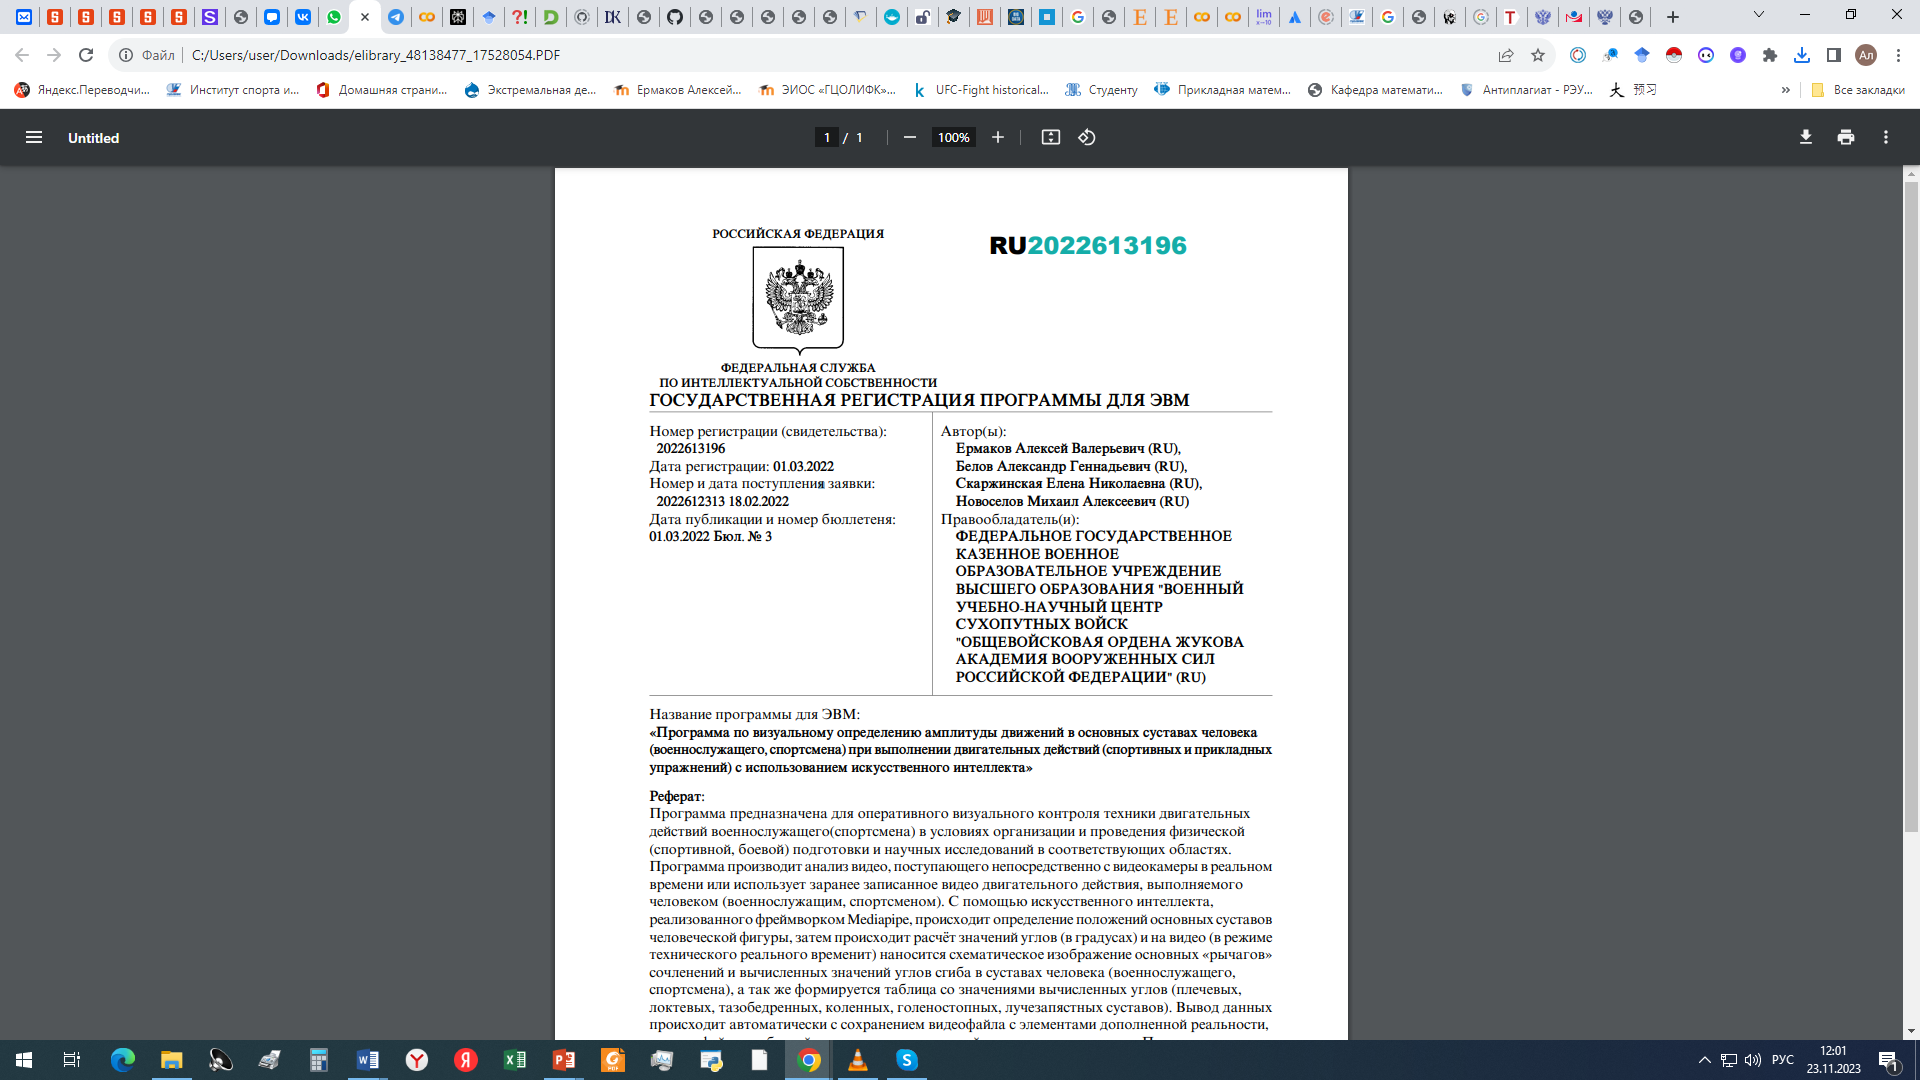 Файл
C:/Users/user/Downloads/elibrary_48138477_17528054.PDF
Яндекс.Переводчи...
Институт спорта и...
Домашняя страни...
Экстремальная де...
Ермаков Алексей...
ЭИОС «ГЦОЛИФК»...
UFC-Fight historical...
Студенту
Прикладная матем...
Кафедра математи...
Антиплагиат - РЭУ...
预习
»
Все закладки
Untitled
1 / 1
100%
РОССИЙСКАЯ ФЕДЕРАЦИЯ
RU2022613196
ФЕДЕРАЛЬНАЯ СЛУЖБА
ПО ИНТЕЛЛЕКТУАЛЬНОЙ СОБСТВЕННОСТИ
ГОСУДАРСТВЕННАЯ РЕГИСТРАЦИЯ ПРОГРАММЫ ДЛЯ ЭВМ
Номер регистрации (свидетельства):
2022613196
Дата регистрации: 01.03.2022
Номер и дата поступления заявки:
2022612313 18.02.2022
Дата публикации и номер бюллетеня:
01.03.2022 Бюл. № 3
Автор(ы):
Ермаков Алексей Валерьевич (RU),
Белов Александр Геннадьевич (RU),
Скаржинская Елена Николаевна (RU),
Новоселов Михаил Алексеевич (RU)
Правообладатель(и):
ФЕДЕРАЛЬНОЕ ГОСУДАРСТВЕННОЕ
КАЗЕННОЕ ВОЕННОЕ
ОБРАЗОВАТЕЛЬНОЕ УЧРЕЖДЕНИЕ
ВЫСШЕГО ОБРАЗОВАНИЯ "ВОЕННЫЙ
УЧЕБНО-НАУЧНЫЙ ЦЕНТР
СУХОПУТНЫХ ВОЙСК
"ОБЩЕВОЙСКОВАЯ ОРДЕНА ЖУКОВА
АКАДЕМИЯ ВООРУЖЕННЫХ СИЛ
РОССИЙСКОЙ ФЕДЕРАЦИИ" (RU)
Название программы для ЭВМ:
«Программа по визуальному определению амплитуды движений в основных суставах человека
(военнослужащего, спортсмена) при выполнении двигательных действий (спортивных и прикладных
упражнений) с использованием искусственного интеллекта»
Реферат:
Программа предназначена для оперативного визуального контроля техники двигательных
действий военнослужащего(спортсмена) в условиях организации и проведения физической
(спортивной, боевой) подготовки и научных исследований в соответствующих областях.
Программа производит анализ видео, поступающего непосредственно с видеокамеры в реальном
времени или использует заранее записанное видео двигательного действия, выполняемого
человеком (военнослужащим, спортсменом). С помощью искусственного интеллекта,
реализованного фреймворком Mediapipe, происходит определение положений основных суставов
человеческой фигуры, затем происходит расчёт значений углов (в градусах) и на видео (в режиме
технического реального временит) наносится схематическое изображение основных «рычагов»
сочленений и вычисленных значений углов сгиба в суставах человека (военнослужащего,
спортсмена), а так же формируется таблица со значениями вычисленных углов (плечевых,
локтевых, тазобедренных, коленных, голеностопных, лучезапястных суставов). Вывод данных
происходит автоматически с сохранением видеофайла с элементами дополненной реальности,
РУС
12:01
23.11.2023